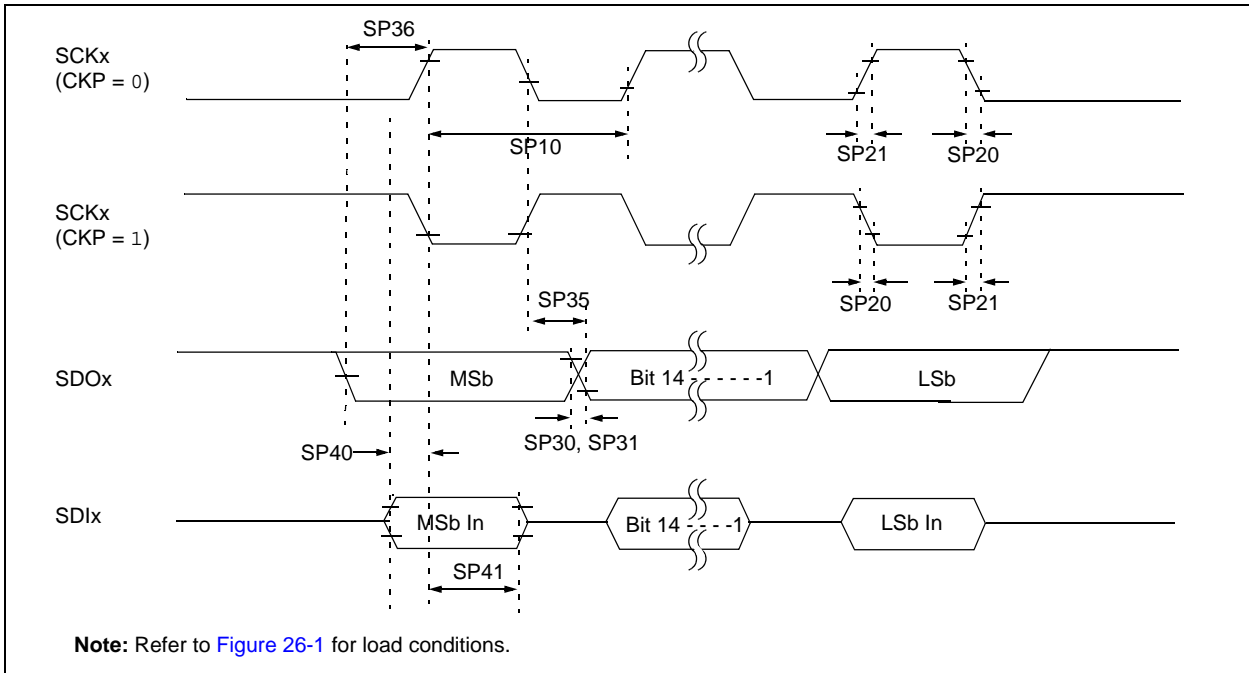 SP36
SCKx
(CKP = 0)
SP10
SP21
SP20
SCKx
(CKP = 1)
SP35
SP20
SP21
SDOx
MSb
Bit 14 - - - - - -1
LSb
SP30, SP31
SP40
SDIx
MSb In
Bit 14 - - - -1
LSb In
SP41
Note: Refer to Figure 26-1 for load conditions.